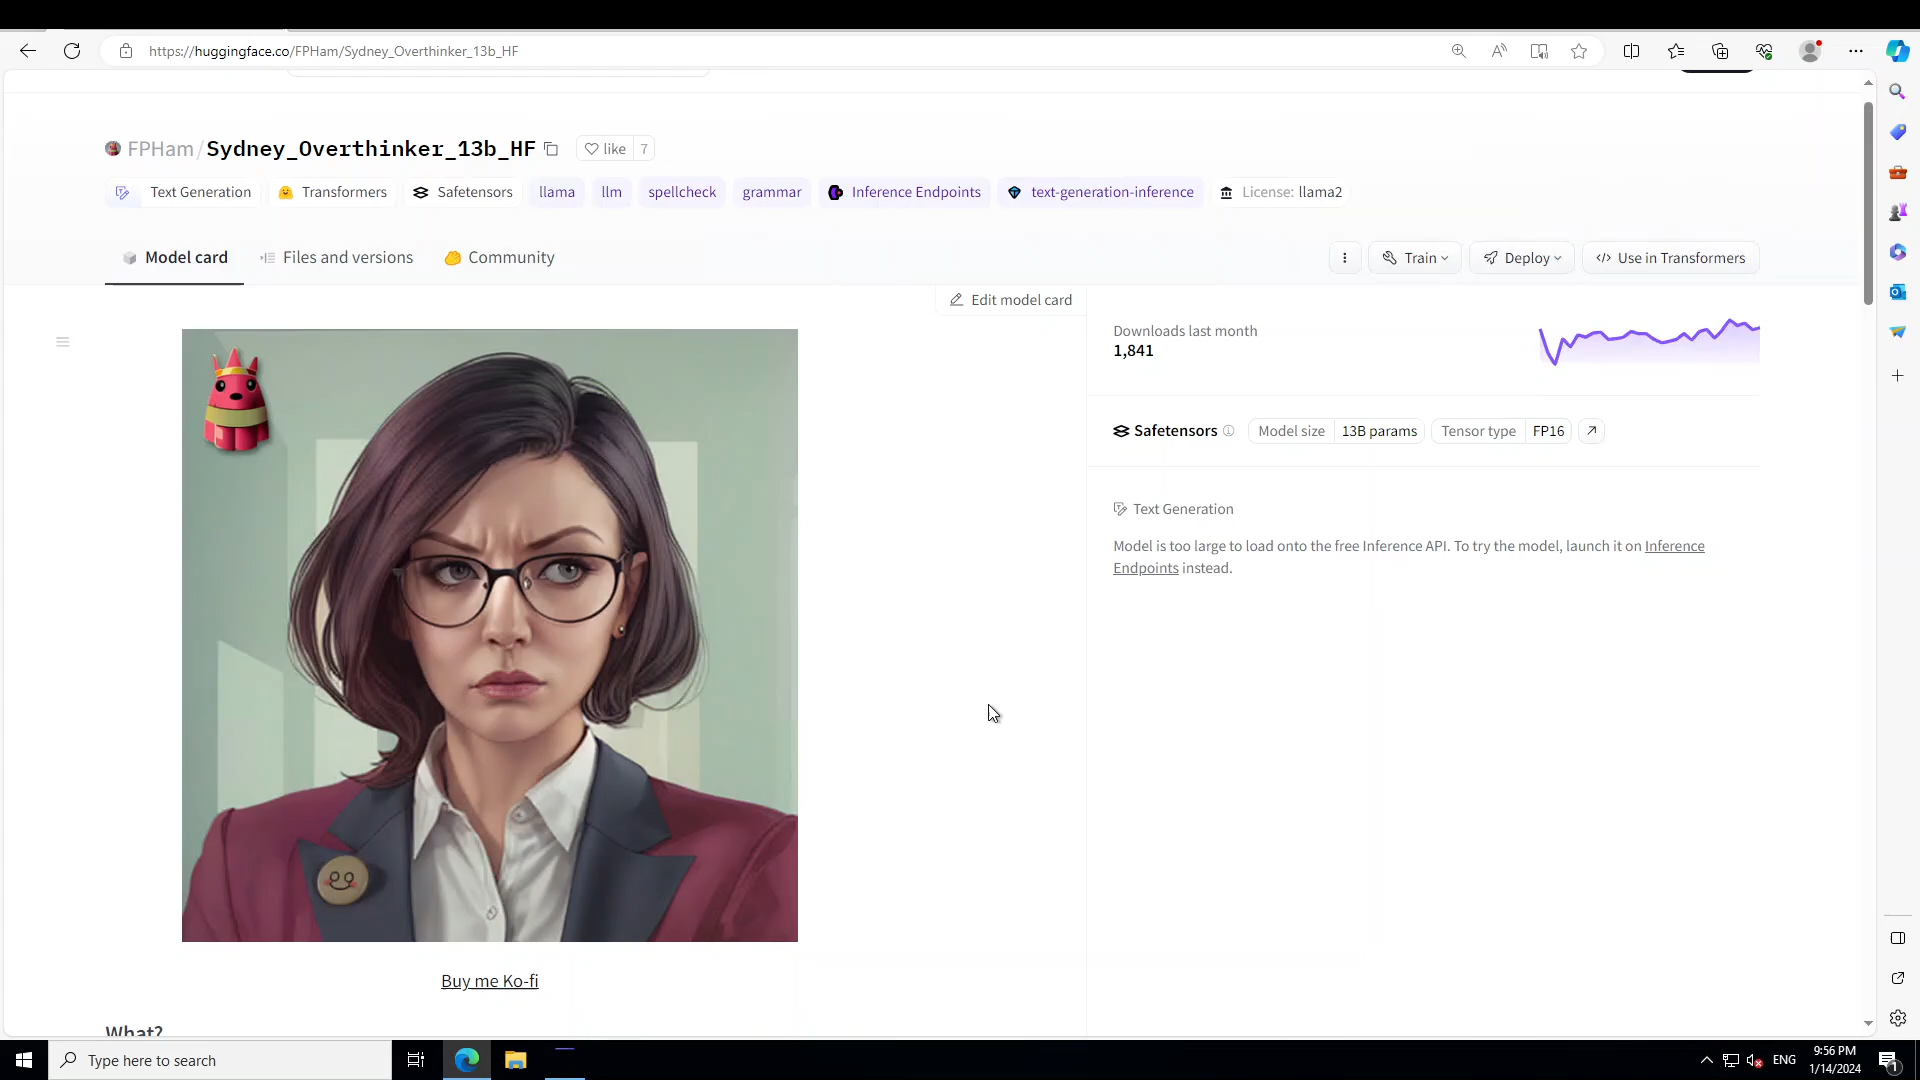 https://huggingface.co/FPHam/Sydney_Overthinker_13b_HF
FPHam/Sydney_Overthinker_13b_HF
like 7
Text Generation Transformers Safetensors llama llm spellcheck grammar Inference Endpoints text-generation-inference License: llama2
Model card Files and versions Community
Train Deploy </> Use in Transformers
Edit model card
Downloads last month
1,841
Safetensors Model size 13B params Tensor type FP16
Text Generation
Model is too large to load onto the free Inference API. To try the model, launch it on Inference
Endpoints instead.
Buy me Ko-fi
What?
Type here to search
ENG
9:56 PM
1/14/2024
1